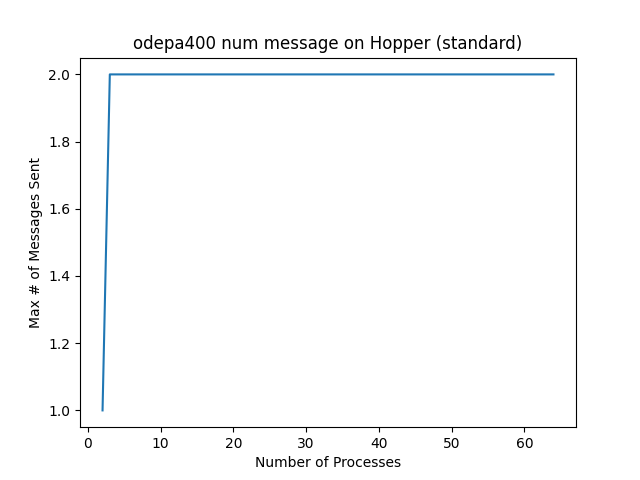 odepa400 num message on Hopper (standard)
Max # of Messages Sent
2.0
1.8
1.6
1.4
1.2
1.0
0 10 20 30 40 50 60
Number of Processes